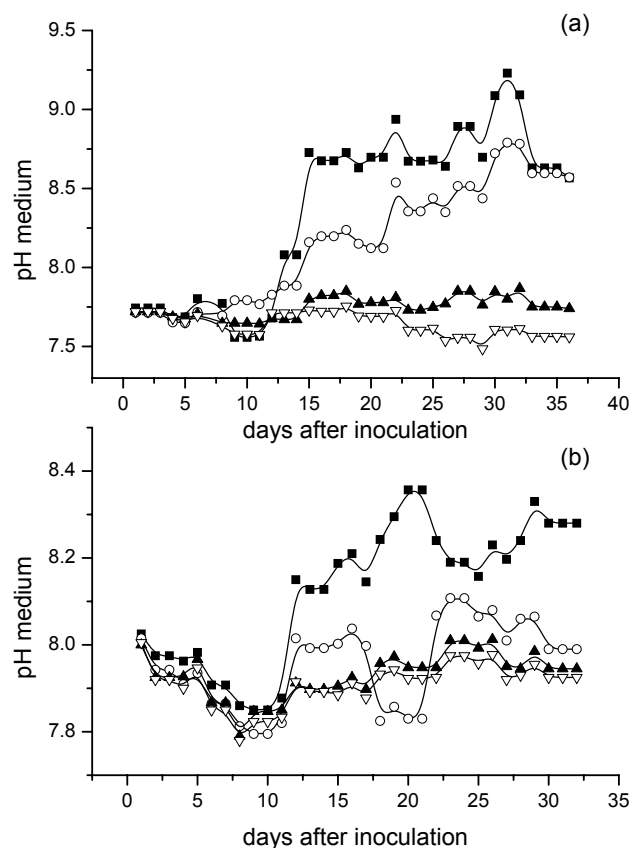 (a)
9.5
9.0
8.5
8.0
7.5
pH medium
0 5 10 15 20 25 30 35 40
days after inoculation
(b)
8.4
8.2
8.0
7.8
pH medium
0 5 10 15 20 25 30 35
days after inoculation